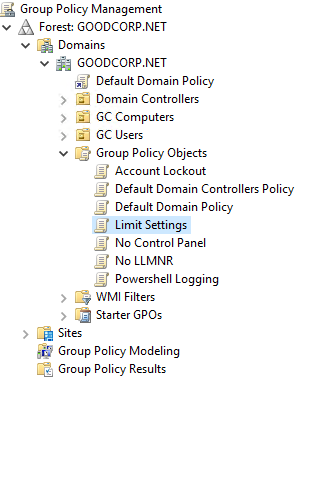 Group Policy Management
Forest: GOODCORP.NET
Domains
GOODCORP.NET
Default Domain Policy
Domain Controllers
GC Computers
GC Users
Group Policy Objects
Account Lockout
Default Domain Controllers Policy
Default Domain Policy
Limit Settings
No Control Panel
No LLMNR
Powershell Logging
WMI Filters
Starter GPOs
Sites
Group Policy Modeling
Group Policy Results